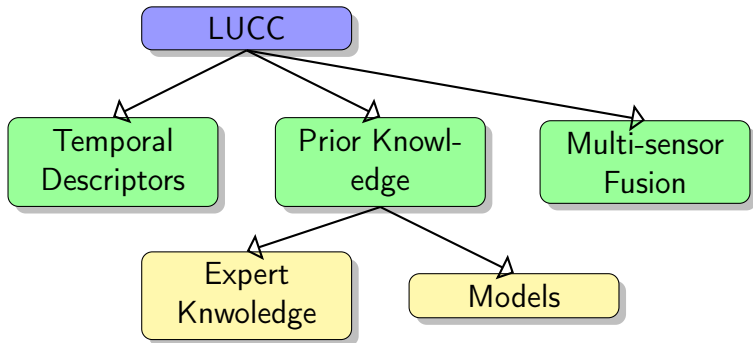 LUCC
Temporal
Descriptors
Prior Knowl-
edge
Multi-sensor
Fusion
Expert
Knwoledge
Models